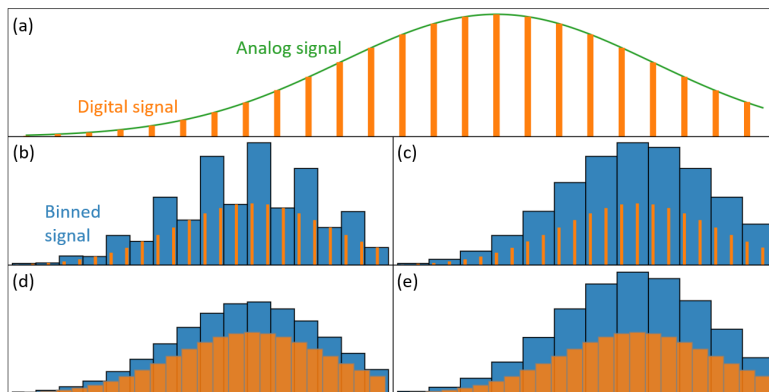 (a)
Analog signal
Digital signal
(b)
(c)
Binned
signal
(d)
(e)